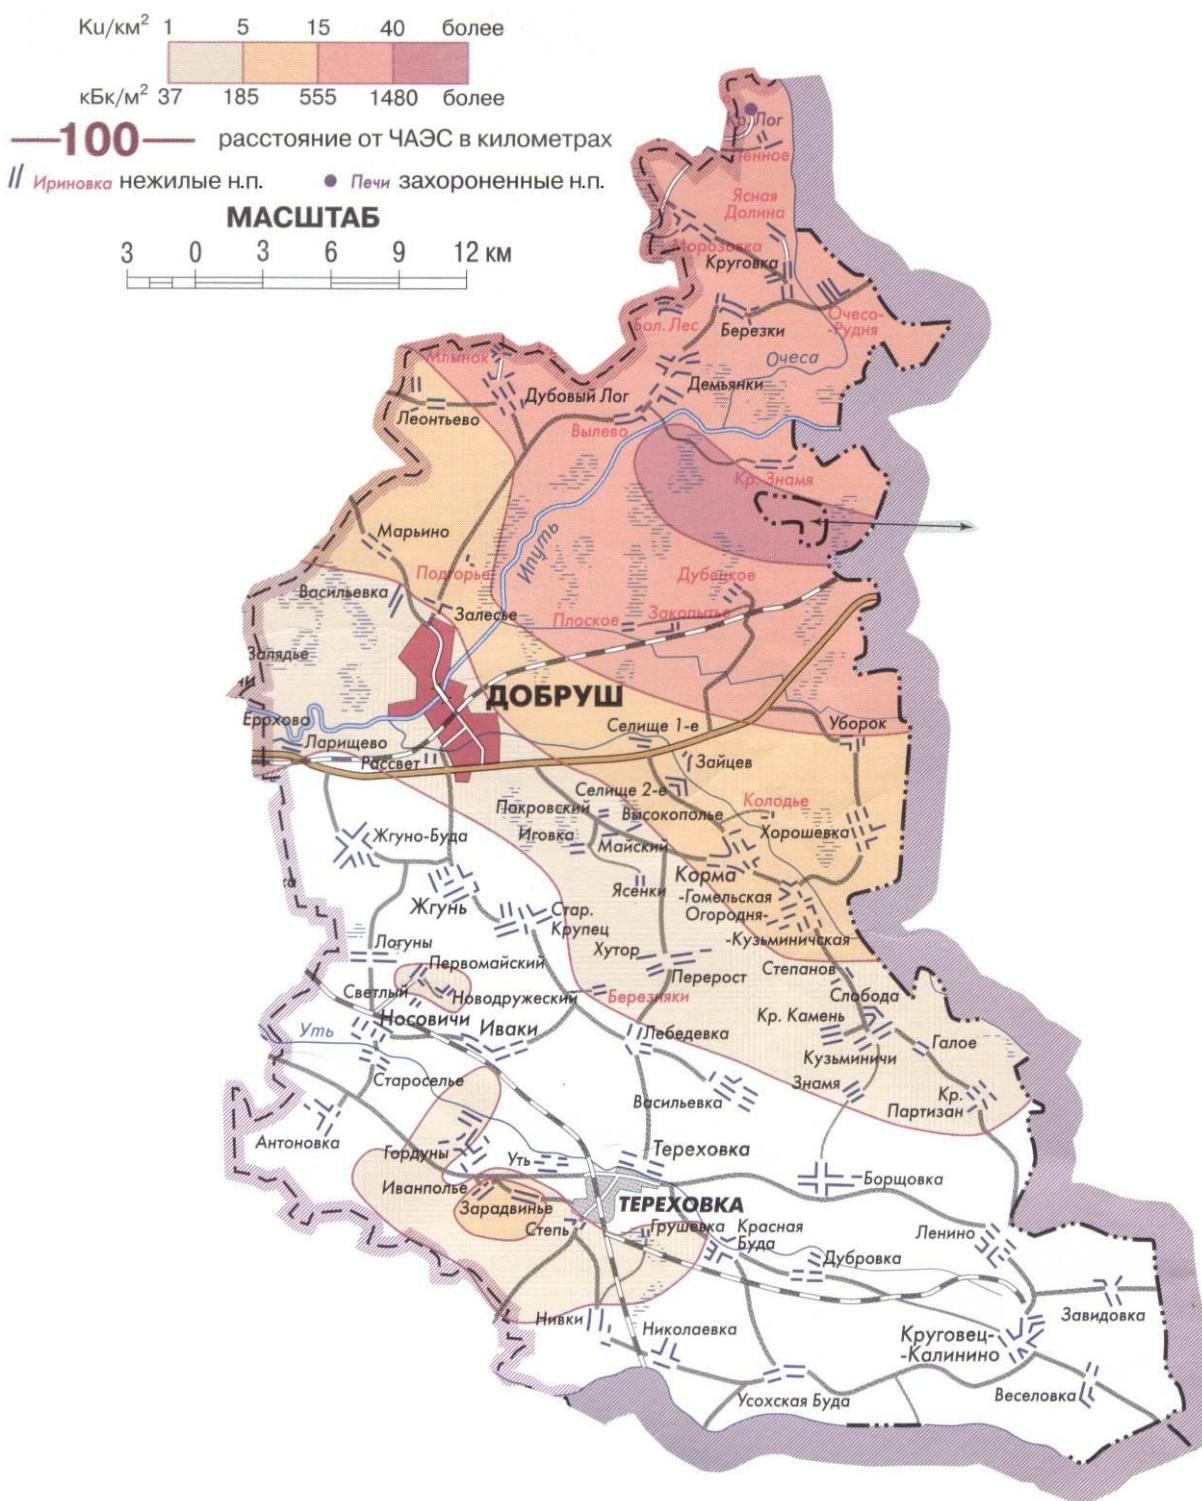 Ku/км² 1 5 15 40 более
кБк/м² 37 185 555 1480 более
100 расстояние от ЧАЭС в километрах
Ириновка нежилые н.п. Печи захороненные н.п.
МАСШТАБ
3 0 3 6 9 12 км
Кр. Лог
Ясная
Долина
Морозовка
Круговка
Очесо-
-Рудня
Бол. Лес
Березки
Очеса
Млынок
Дубовый Лог
Демьянки
Леонтьево
Вылево
Кр. Знамя
Марьино
Ипуть
Подгорье
Дубецкое
Васильевка
Залесье
Плоское
Закопытье
Залядье
ДОБРУШ
Ларищево
Селище 1-е
Уборок
Рассвет
Зайцев
Селище 2-е
Колодье
Покровский
Высокополье
Жгуно-Буда
Иговка
Майский
Хорошевка
Корма
Ясенки
-Гомельская
Жгунь
Стар.
Крупец
Огородня-
-Кузьминичская
Логуны
Хутор
Первомайский
Перерост
Степанов
Светлый
Новодружеский
Березняки
Слобода
Носовичи
Кр. Камень
Уть
Иваки
Лебедевка
Галое
Кузьминичи
Староселье
Знамя
Васильевка
Кр.
Партизан
Антоновка
Гордуны
Уть
Тереховка
Иванполье
Борщовка
Зарадвинье
ТЕРЕХОВКА
Степь
Грушевка
Красная
Буда
Ленино
Дубровка
Завидовка
Нивки
Николаевка
Круговец-
-Калинино
Усохская Буда
Веселовка